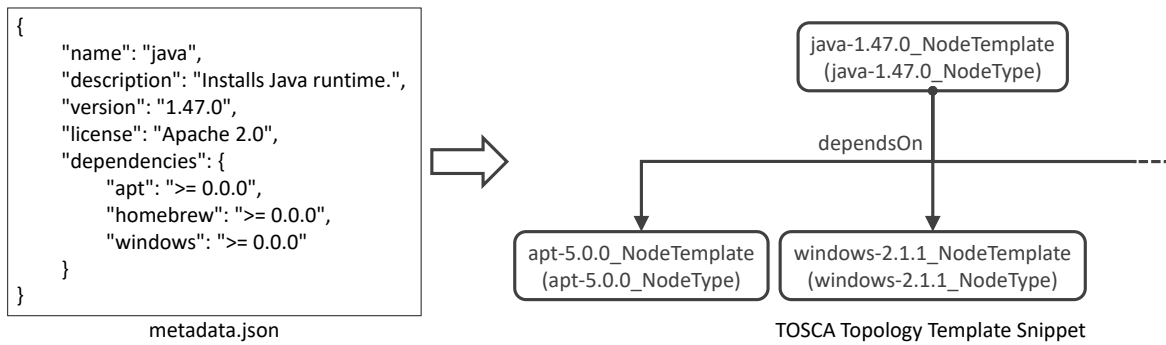 {
"name": "java",
"description": "Installs Java runtime.",
"version": "1.47.0",
"license": "Apache 2.0",
"dependencies": {
"apt": ">= 0.0.0",
"homebrew": ">= 0.0.0",
"windows": ">= 0.0.0"
}
}
metadata.json
java-1.47.0_NodeTemplate
(java-1.47.0_NodeType)
dependsOn
apt-5.0.0_NodeTemplate
(apt-5.0.0_NodeType)
windows-2.1.1_NodeTemplate
(windows-2.1.1_NodeType)
TOSCA Topology Template Snippet